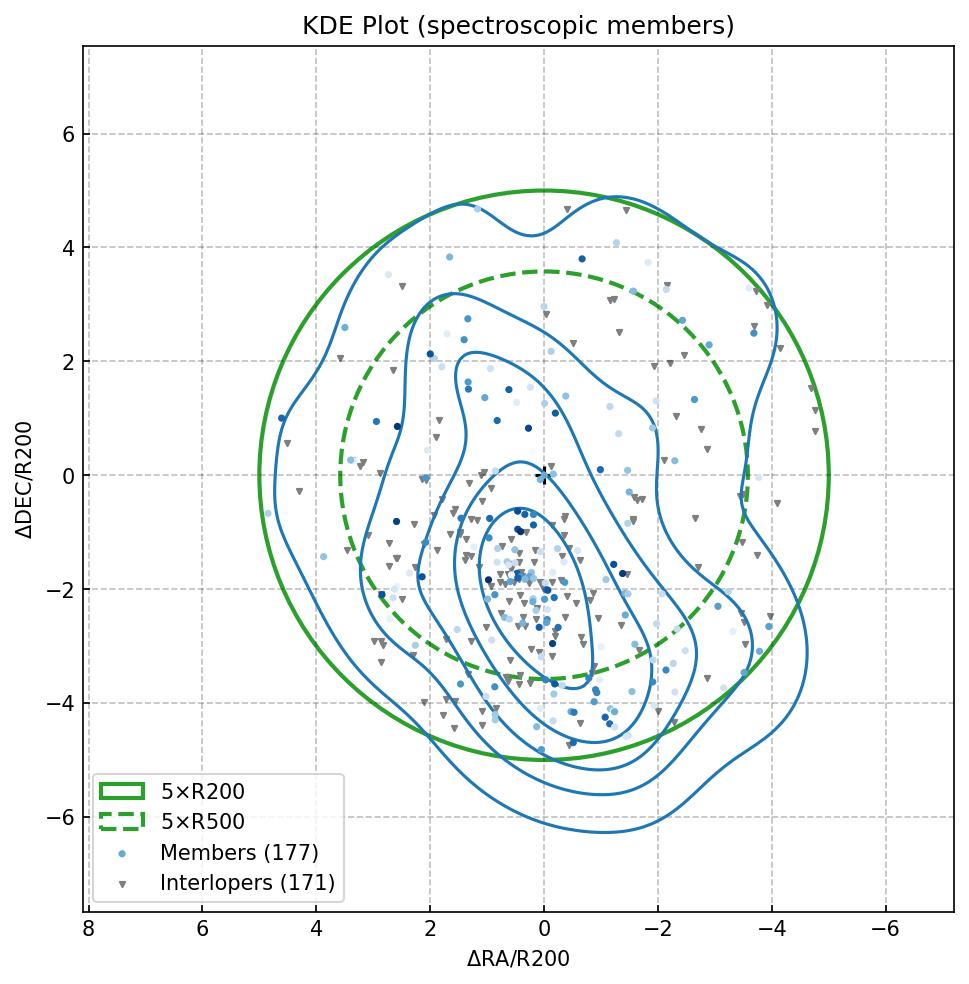 KDE Plot (spectroscopic members)
ΔDEC/R200
6
4
2
0
−2
−4
−6
5×R200
5×R500
Members (177)
Interlopers (171)
8 6 4 2 0 −2 −4 −6
ΔRA/R200